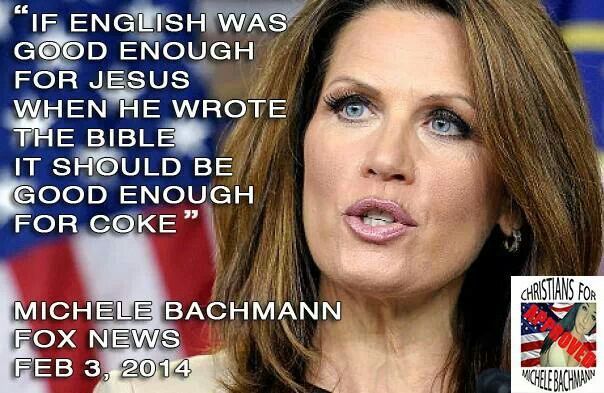 “IF ENGLISH WAS
GOOD ENOUGH
FOR JESUS
WHEN HE WROTE
THE BIBLE
IT SHOULD BE
GOOD ENOUGH
FOR COKE”
MICHELE BACHMANN
FOX NEWS
FEB 3, 2014
CHRISTIANS FOR
APPROVED
MICHELE BACHMANN